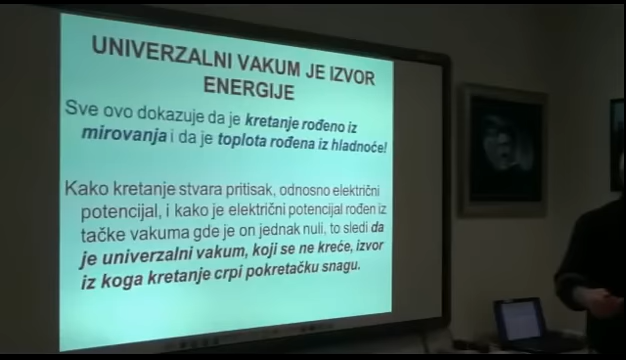 UNIVERZALNI VAKUM JE IZVOR
ENERGIJE
Sve ovo dokazuje da je kretanje rođeno iz
mirovanja i da je toplota rođena iz hladnoće!
Kako kretanje stvara pritisak, odnosno električni
potencijal, i kako je električni potencijal rođen iz
tačke vakuma gde je on jednak nuli, to sledi da
je univerzalni vakum, koji se ne kreće, izvor
iz koga kretanje crpi pokretačku snagu.